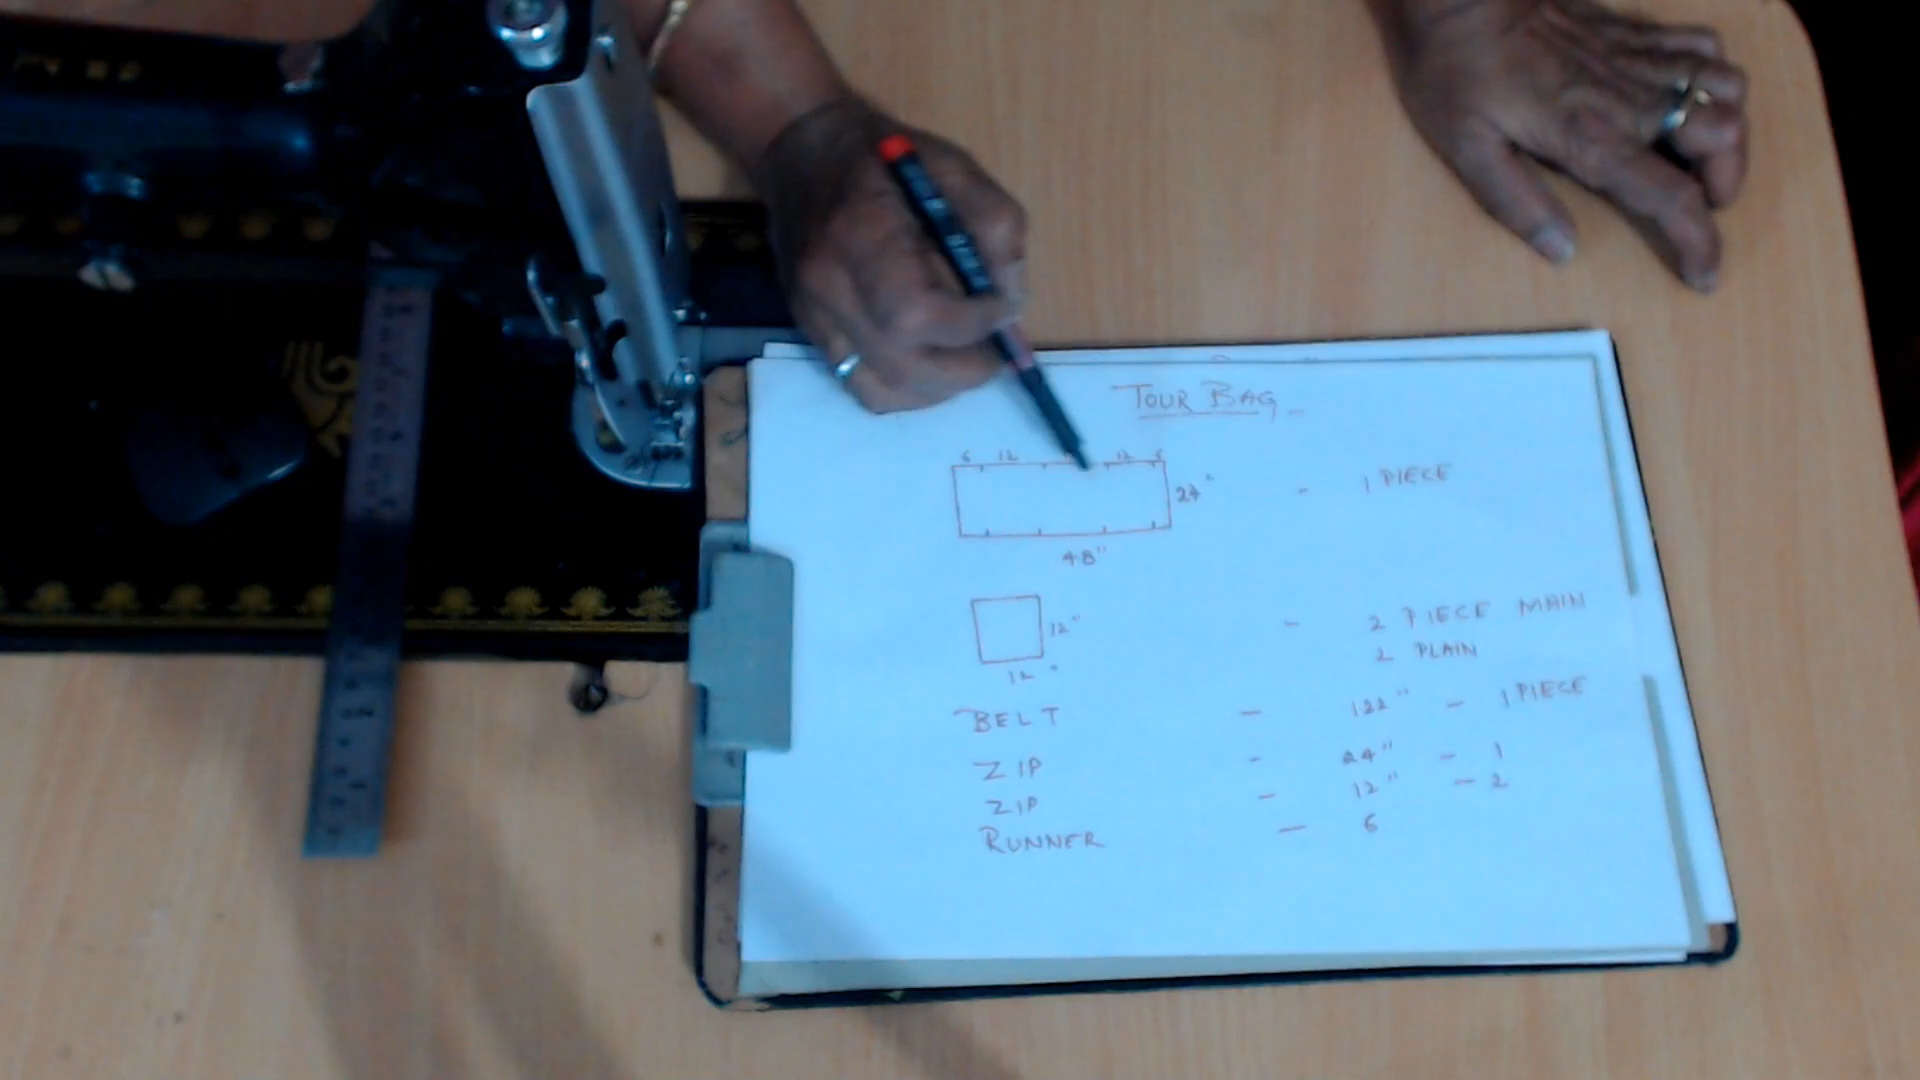 TOUR BAG
6 12 12 6
24" - 1 PIECE
48"
12" - 2 PIECE MAIN
12" 2 PLAIN
BELT - 122" - 1 PIECE
ZIP - 24" - 1
ZIP - 12" - 2
RUNNER - 6